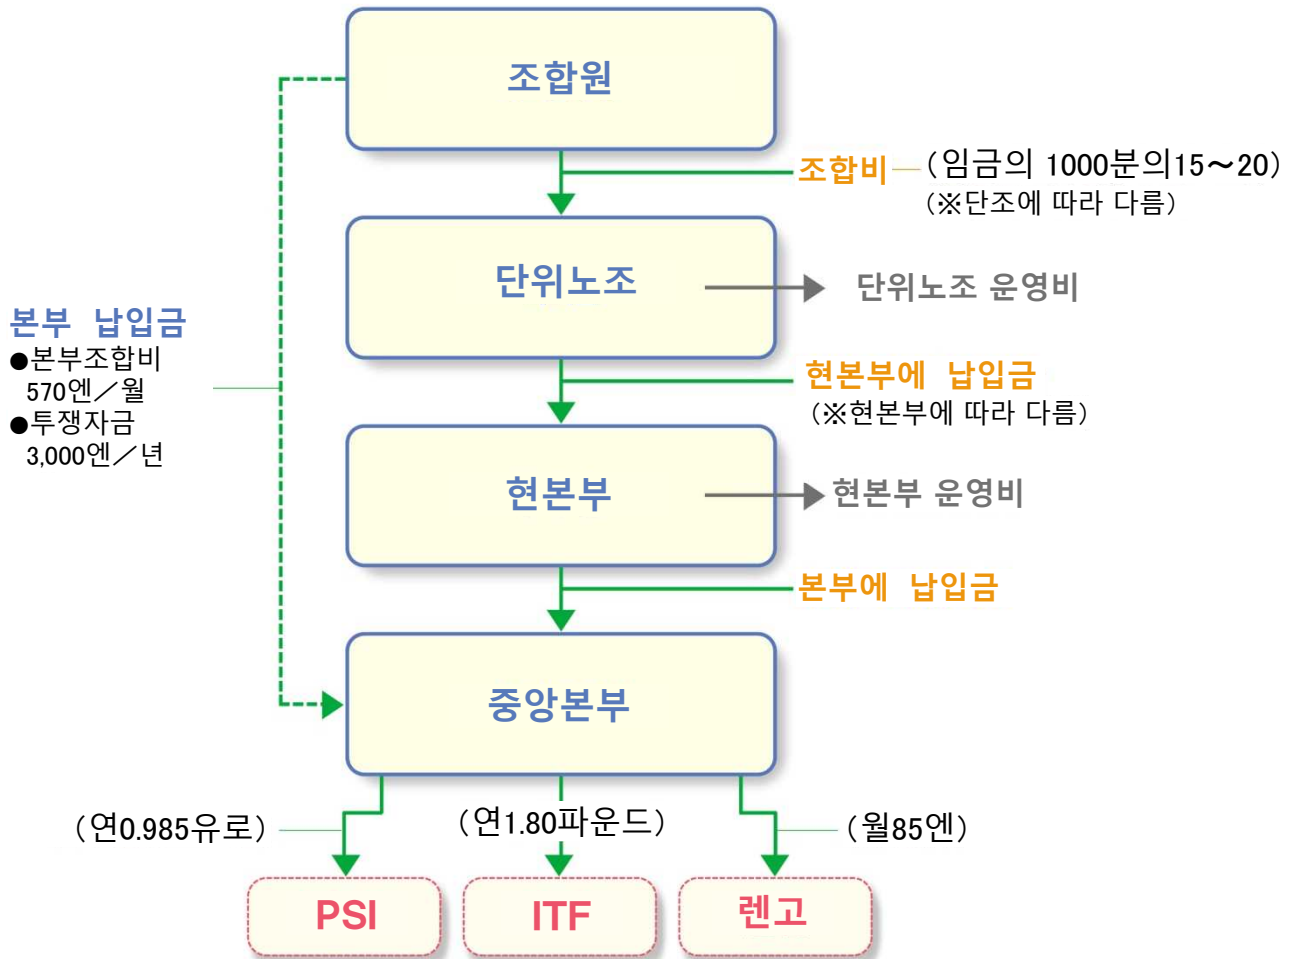 조합원
조합비 (임금의 1000분의15～20)
(※단조에 따라 다름)
단위노조
단위노조 운영비
본부 납입금
●본부조합비
570엔／월
●투쟁자금
3,000엔／년
현본부에 납입금
(※현본부에 따라 다름)
현본부
현본부 운영비
본부에 납입금
중앙본부
(연0.985유로)
(연1.80파운드)
(월85엔)
PSI
ITF
렌고